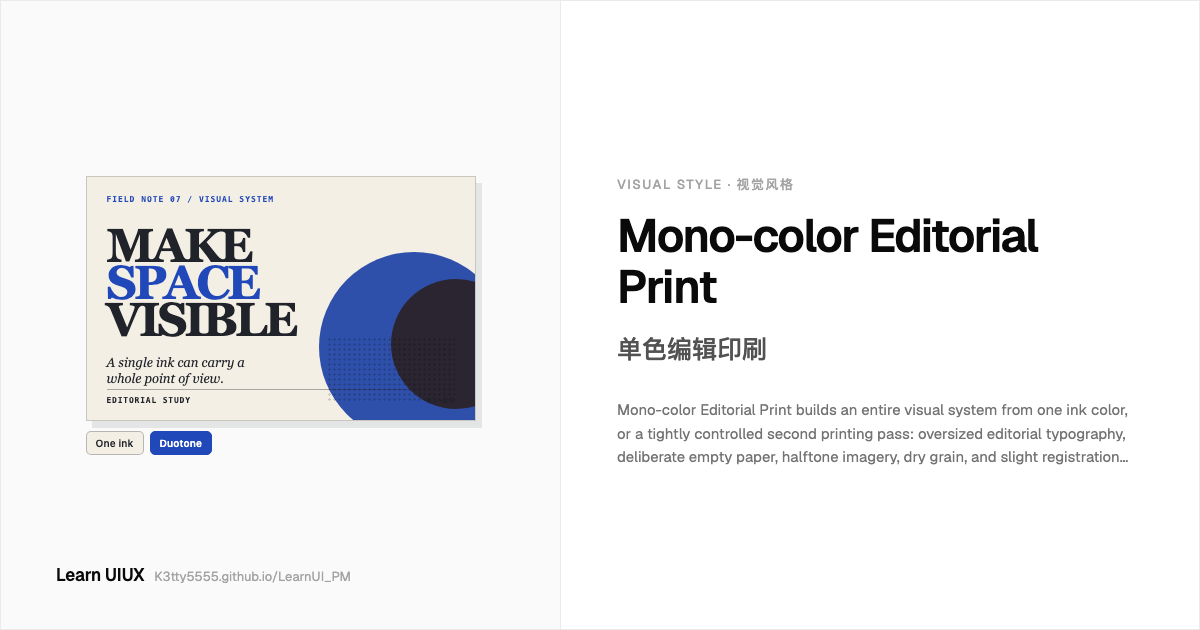 FIELD NOTE 07 / VISUAL SYSTEM
MAKE
SPACE
VISIBLE
A single ink can carry a
whole point of view.
EDITORIAL STUDY
One ink
Duotone
Learn UIUX K3tty5555.github.io/LearnUI_PM
VISUAL STYLE · 视觉风格
Mono-color Editorial
Print
单色编辑印刷
Mono-color Editorial Print builds an entire visual system from one ink color,
or a tightly controlled second printing pass: oversized editorial typography,
deliberate empty paper, halftone imagery, dry grain, and slight registration…